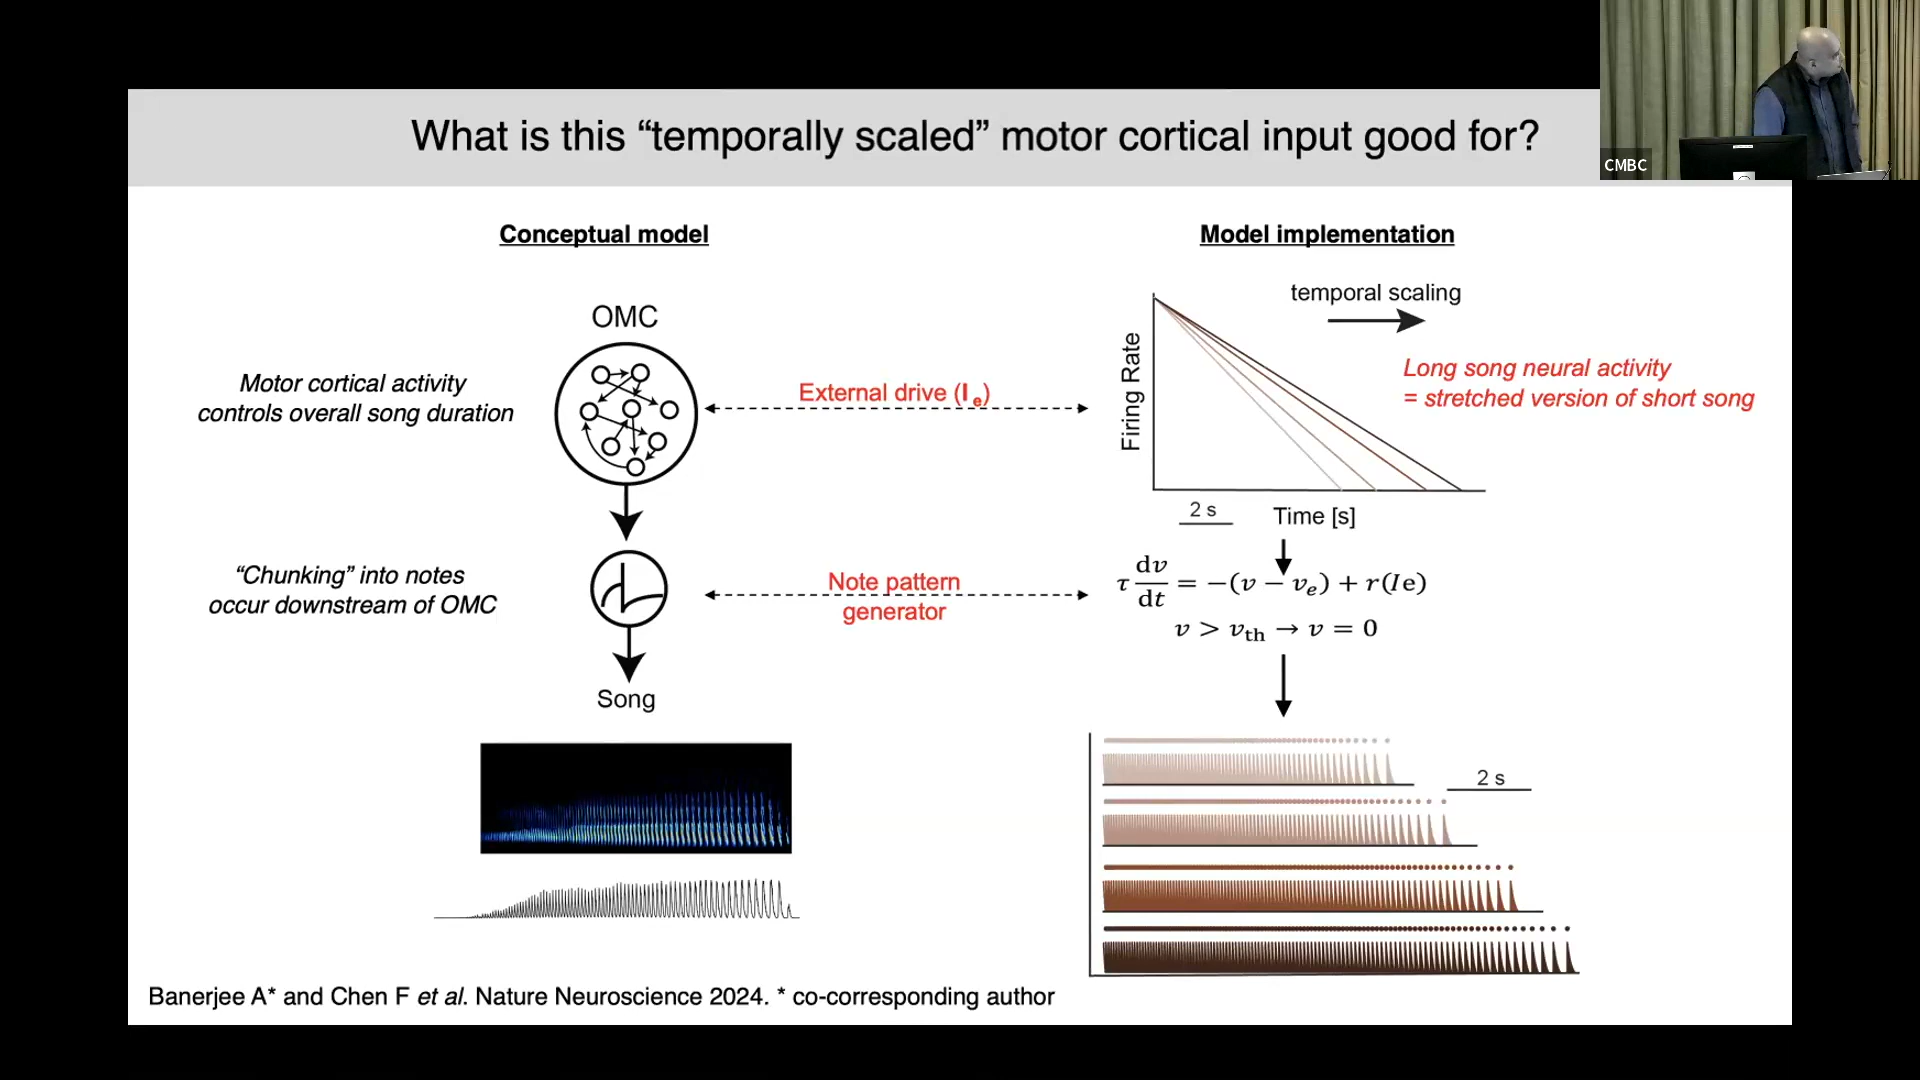 What is this “temporally scaled” motor cortical input good for?
CMBC
Conceptual model
Model implementation
OMC
Motor cortical activity
controls overall song duration
External drive (I e)
temporal scaling
Firing Rate
Long song neural activity
= stretched version of short song
2 s
Time [s]
“Chunking” into notes
occur downstream of OMC
Note pattern
generator
τ dv/dt = −(v − ve) + r(Ie)
v > vth → v = 0
Song
2 s
Banerjee A* and Chen F et al. Nature Neuroscience 2024. * co-corresponding author